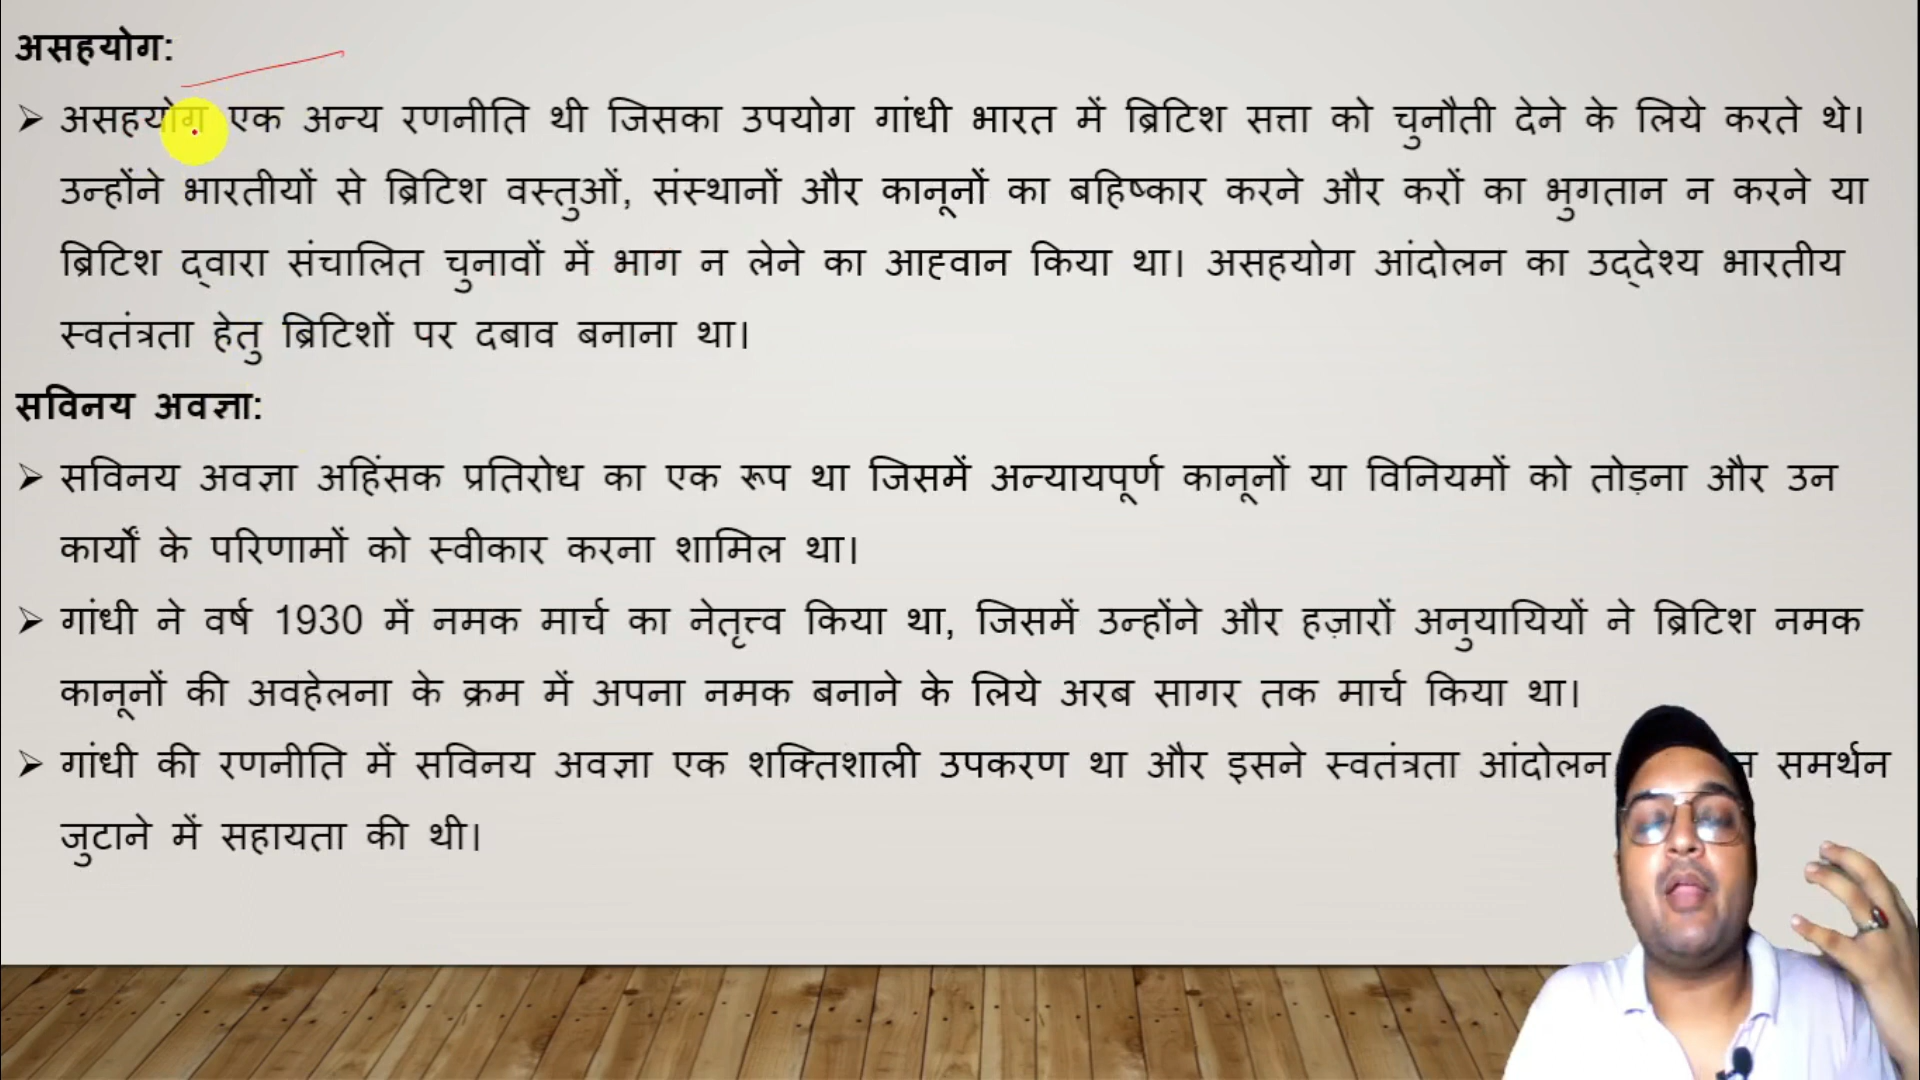 असहयोग:
➢ असहयोग एक अन्य रणनीति थी जिसका उपयोग गांधी भारत में ब्रिटिश सत्ता को चुनौती देने के लिये करते थे।
उन्होंने भारतीयों से ब्रिटिश वस्तुओं, संस्थानों और कानूनों का बहिष्कार करने और करों का भुगतान न करने या
ब्रिटिश द्वारा संचालित चुनावों में भाग न लेने का आह्वान किया था। असहयोग आंदोलन का उद्देश्य भारतीय
स्वतंत्रता हेतु ब्रिटिशों पर दबाव बनाना था।
सविनय अवज्ञा:
➢ सविनय अवज्ञा अहिंसक प्रतिरोध का एक रूप था जिसमें अन्यायपूर्ण कानूनों या विनियमों को तोड़ना और उन
कार्यों के परिणामों को स्वीकार करना शामिल था।
➢ गांधी ने वर्ष 1930 में नमक मार्च का नेतृत्त्व किया था, जिसमें उन्होंने और हज़ारों अनुयायियों ने ब्रिटिश नमक
कानूनों की अवहेलना के क्रम में अपना नमक बनाने के लिये अरब सागर तक मार्च किया था।
➢ गांधी की रणनीति में सविनय अवज्ञा एक शक्तिशाली उपकरण था और इसने स्वतंत्रता आंदोलन समर्थन
जुटाने में सहायता की थी।